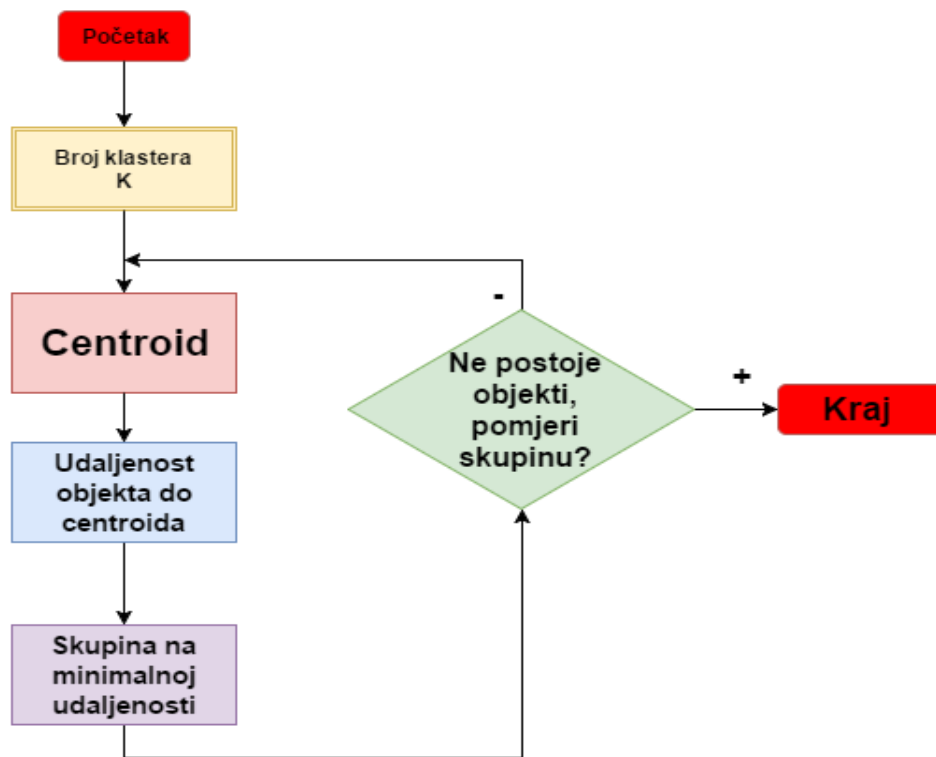 Početak
Broj klastera
K
Centroid
Udaljenost
objekta do
centroida
Skupina na
minimalnoj
udaljenosti
-
Ne postoje
objekti,
pomjeri
skupinu?
+
Kraj